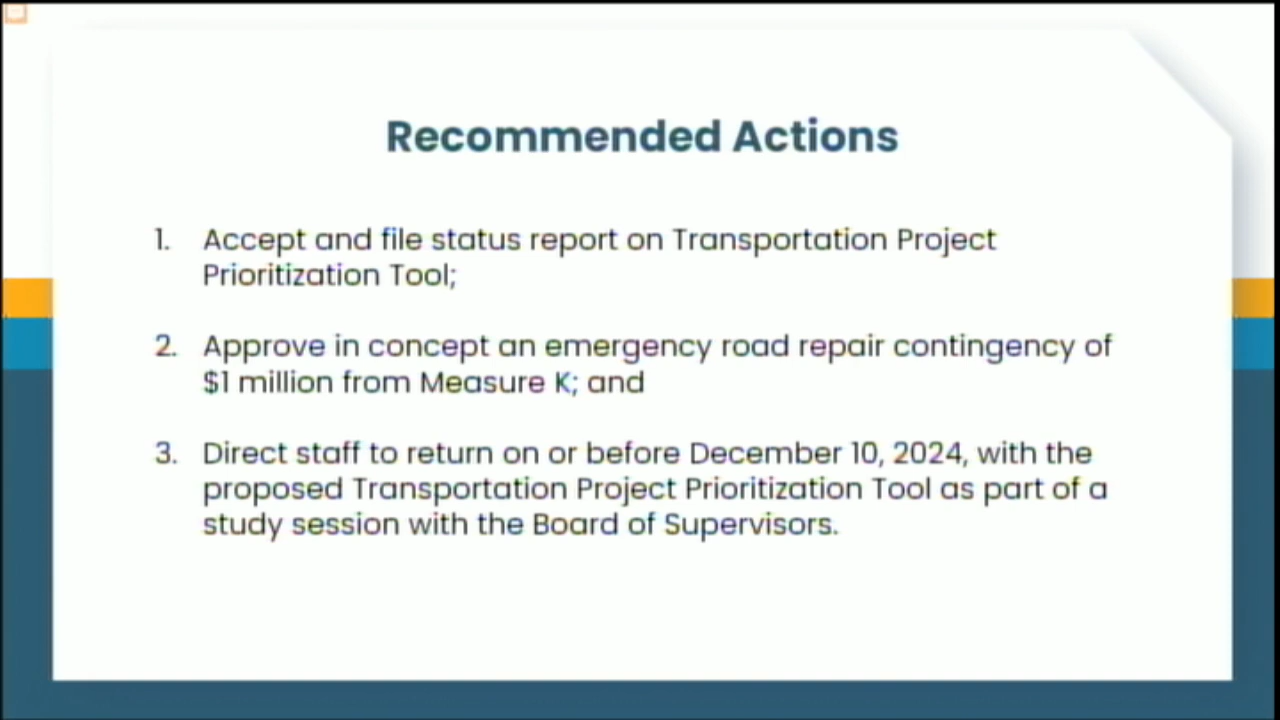 Recommended Actions
1. Accept and file status report on Transportation Project
Prioritization Tool;
2. Approve in concept an emergency road repair contingency of
$1 million from Measure K; and
3. Direct staff to return on or before December 10, 2024, with the
proposed Transportation Project Prioritization Tool as part of a
study session with the Board of Supervisors.